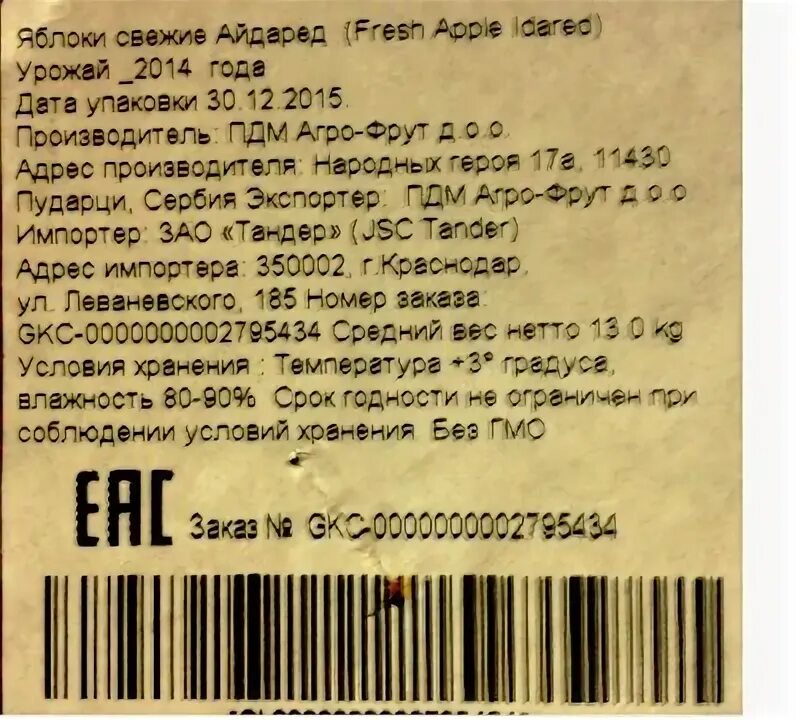 Яблоки свежие Айдаред (Fresh Apple Idared)
Урожай _2014 года
Дата упаковки 30.12.2015.
Производитель: ПДМ Агро-Фрут д.о.о.
Адрес производителя: Народных героя 17а, 11430
Пударци, Сербия Экспортер: ПДМ Агро-Фрут д.о.о
Импортер: ЗАО «Тандер» (JSC Tander)
Адрес импортера: 350002, г.Краснодар,
ул. Леваневского, 185 Номер заказа:
GKC-0000000002795434 Средний вес нетто 13.0 kg
Условия хранения : Температура +3° градуса,
влажность 80-90% Срок годности не ограничен при
соблюдении условий хранения Без ГМО
EAC Заказ № GKC-0000000002795434